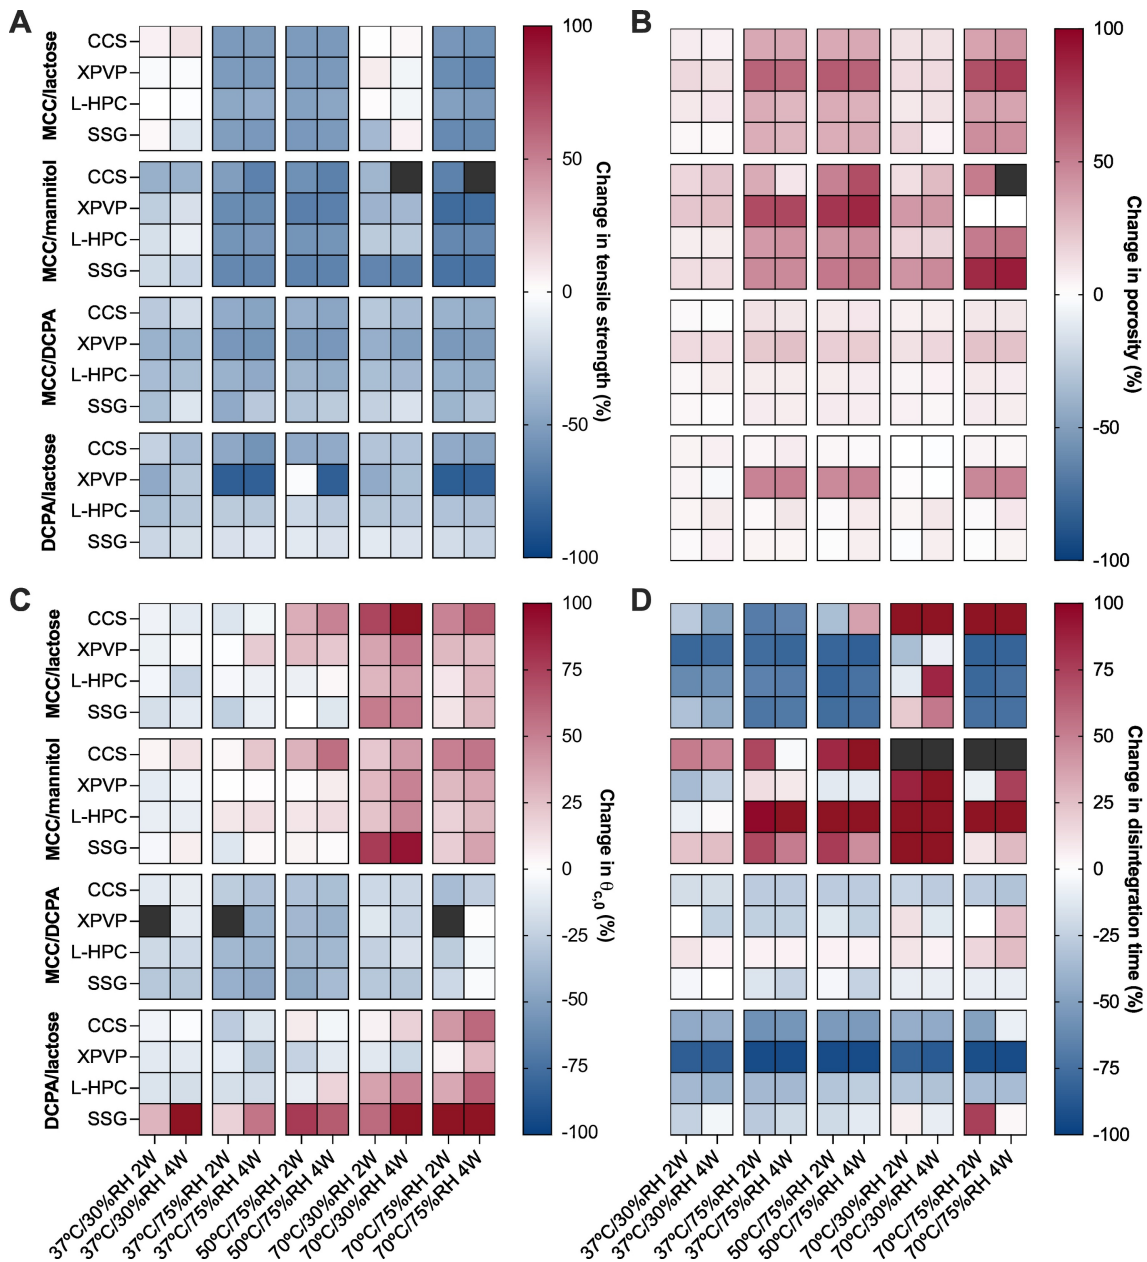 A
B
MCC/lactose
CCS
XPVP
L-HPC
SSG
MCC/mannitol
CCS
XPVP
L-HPC
SSG
MCC/DCPA
CCS
XPVP
L-HPC
SSG
DCPA/lactose
CCS
XPVP
L-HPC
SSG
100
50
0
-50
-100
Change in tensile strength (%)
100
50
0
-50
-100
Change in porosity (%)
C
D
MCC/lactose
CCS
XPVP
L-HPC
SSG
MCC/mannitol
CCS
XPVP
L-HPC
SSG
MCC/DCPA
CCS
XPVP
L-HPC
SSG
DCPA/lactose
CCS
XPVP
L-HPC
SSG
37°C/30%RH 2W
37°C/30%RH 4W
37°C/75%RH 2W
37°C/75%RH 4W
50°C/75%RH 2W
50°C/75%RH 4W
70°C/30%RH 2W
70°C/30%RH 4W
70°C/75%RH 2W
70°C/75%RH 4W
100
75
50
25
0
-25
-50
-75
-100
Change in θc,0 (%)
37°C/30%RH 2W
37°C/30%RH 4W
37°C/75%RH 2W
37°C/75%RH 4W
50°C/75%RH 2W
50°C/75%RH 4W
70°C/30%RH 2W
70°C/30%RH 4W
70°C/75%RH 2W
70°C/75%RH 4W
100
75
50
25
0
-25
-50
-75
-100
Change in disintegration time (%)